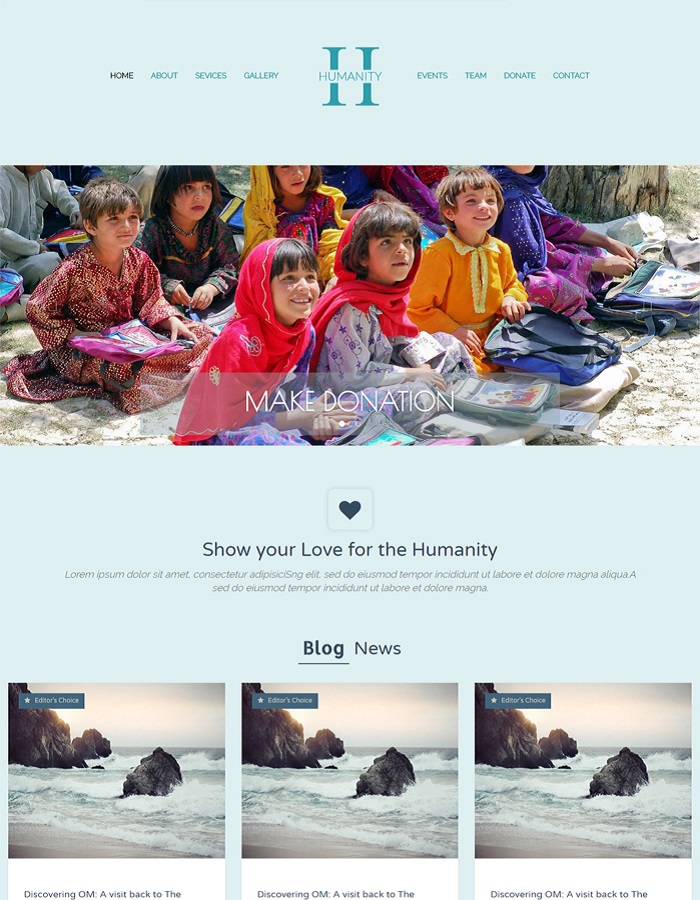 HOME ABOUT SEVICES GALLERY H HUMANITY EVENTS TEAM DONATE CONTACT
MAKE DONATION
Show your Love for the Humanity
Lorem ipsum dolor sit amet, consectetur adipisiciSng elit, sed do eiusmod tempor incididunt ut labore et dolore magna aliqua.A
sed do eiusmod tempor incididunt ut labore et dolore magna.
Blog News
Editor's Choice Editor's Choice Editor's Choice
Discovering OM: A visit back to The Discovering OM: A visit back to The Discovering OM: A visit back to The